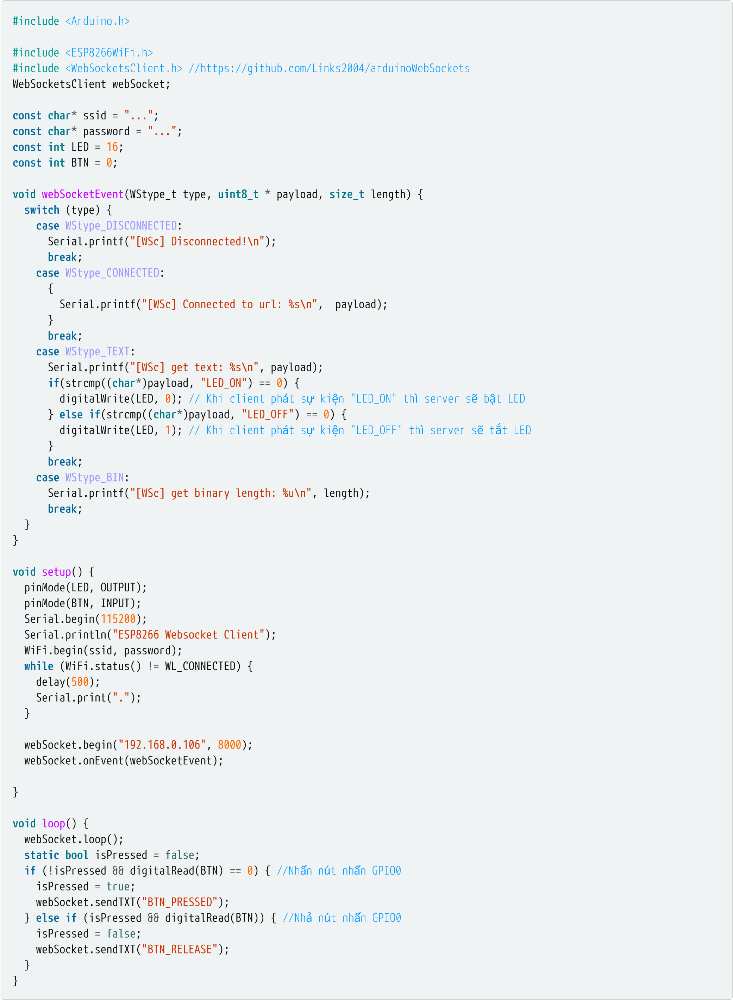 #include <Arduino.h>
#include <ESP8266WiFi.h>
#include <WebSocketsClient.h> //https://github.com/Links2004/arduinoWebSockets
WebSocketsClient webSocket;
const char* ssid = "...";
const char* password = "...";
const int LED = 16;
const int BTN = 0;
void webSocketEvent(WStype_t type, uint8_t * payload, size_t length) {
  switch (type) {
    case WStype_DISCONNECTED:
      Serial.printf("[WSc] Disconnected!\n");
      break;
    case WStype_CONNECTED:
      {
        Serial.printf("[WSc] Connected to url: %s\n",  payload);
      }
      break;
    case WStype_TEXT:
      Serial.printf("[WSc] get text: %s\n", payload);
      if(strcmp((char*)payload, "LED_ON") == 0) {
        digitalWrite(LED, 0); // Khi client phát sự kiện "LED_ON" thì server sẽ bật LED
      } else if(strcmp((char*)payload, "LED_OFF") == 0) {
        digitalWrite(LED, 1); // Khi client phát sự kiện "LED_OFF" thì server sẽ tắt LED
      }
      break;
    case WStype_BIN:
      Serial.printf("[WSc] get binary length: %u\n", length);
      break;
  }
}
void setup() {
  pinMode(LED, OUTPUT);
  pinMode(BTN, INPUT);
  Serial.begin(115200);
  Serial.println("ESP8266 Websocket Client");
  WiFi.begin(ssid, password);
  while (WiFi.status() != WL_CONNECTED) {
    delay(500);
    Serial.print(".");
  }
  webSocket.begin("192.168.0.106", 8000);
  webSocket.onEvent(webSocketEvent);
}
void loop() {
  webSocket.loop();
  static bool isPressed = false;
  if (!isPressed && digitalRead(BTN) == 0) { //Nhấn nút nhấn GPIO0
    isPressed = true;
    webSocket.sendTXT("BTN_PRESSED");
  } else if (isPressed && digitalRead(BTN)) { //Nhả nút nhấn GPIO0
    isPressed = false;
    webSocket.sendTXT("BTN_RELEASE");
  }
}